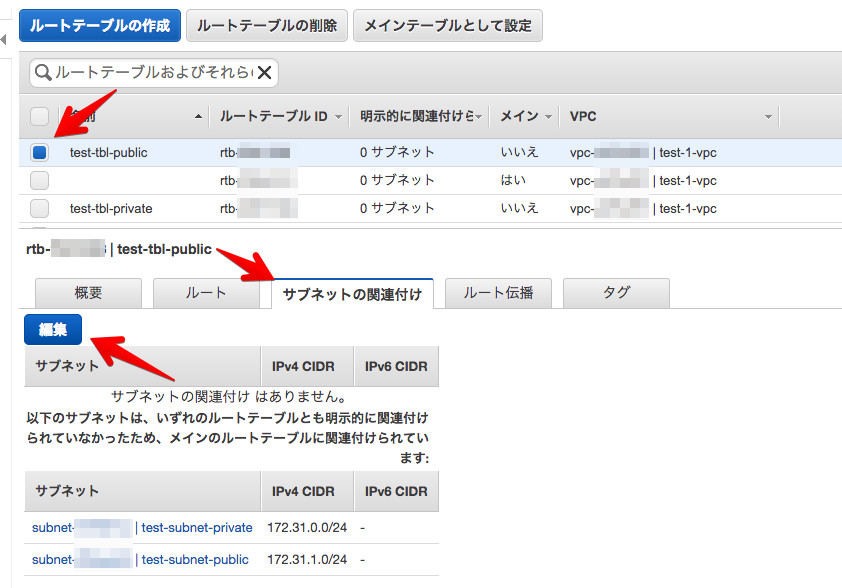 ルートテーブルの作成 ルートテーブルの削除 メインテーブルとして設定
ルートテーブルおよびそれら
名前 ルートテーブル ID 明示的に関連付けら メイン VPC
test-tbl-public rtb- 0 サブネット いいえ vpc- | test-1-vpc
rtb- 0 サブネット はい vpc- | test-1-vpc
test-tbl-private rtb- 0 サブネット いいえ vpc- | test-1-vpc
rtb- | test-tbl-public
概要 ルート サブネットの関連付け ルート伝播 タグ
編集
サブネット IPv4 CIDR IPv6 CIDR
サブネットの関連付け はありません。
以下のサブネットは、いずれのルートテーブルとも明示的に関連付け
られていなかったため、メインのルートテーブルに関連付けられてい
ます:
サブネット IPv4 CIDR IPv6 CIDR
subnet- | test-subnet-private 172.31.0.0/24 -
subnet- | test-subnet-public 172.31.1.0/24 -